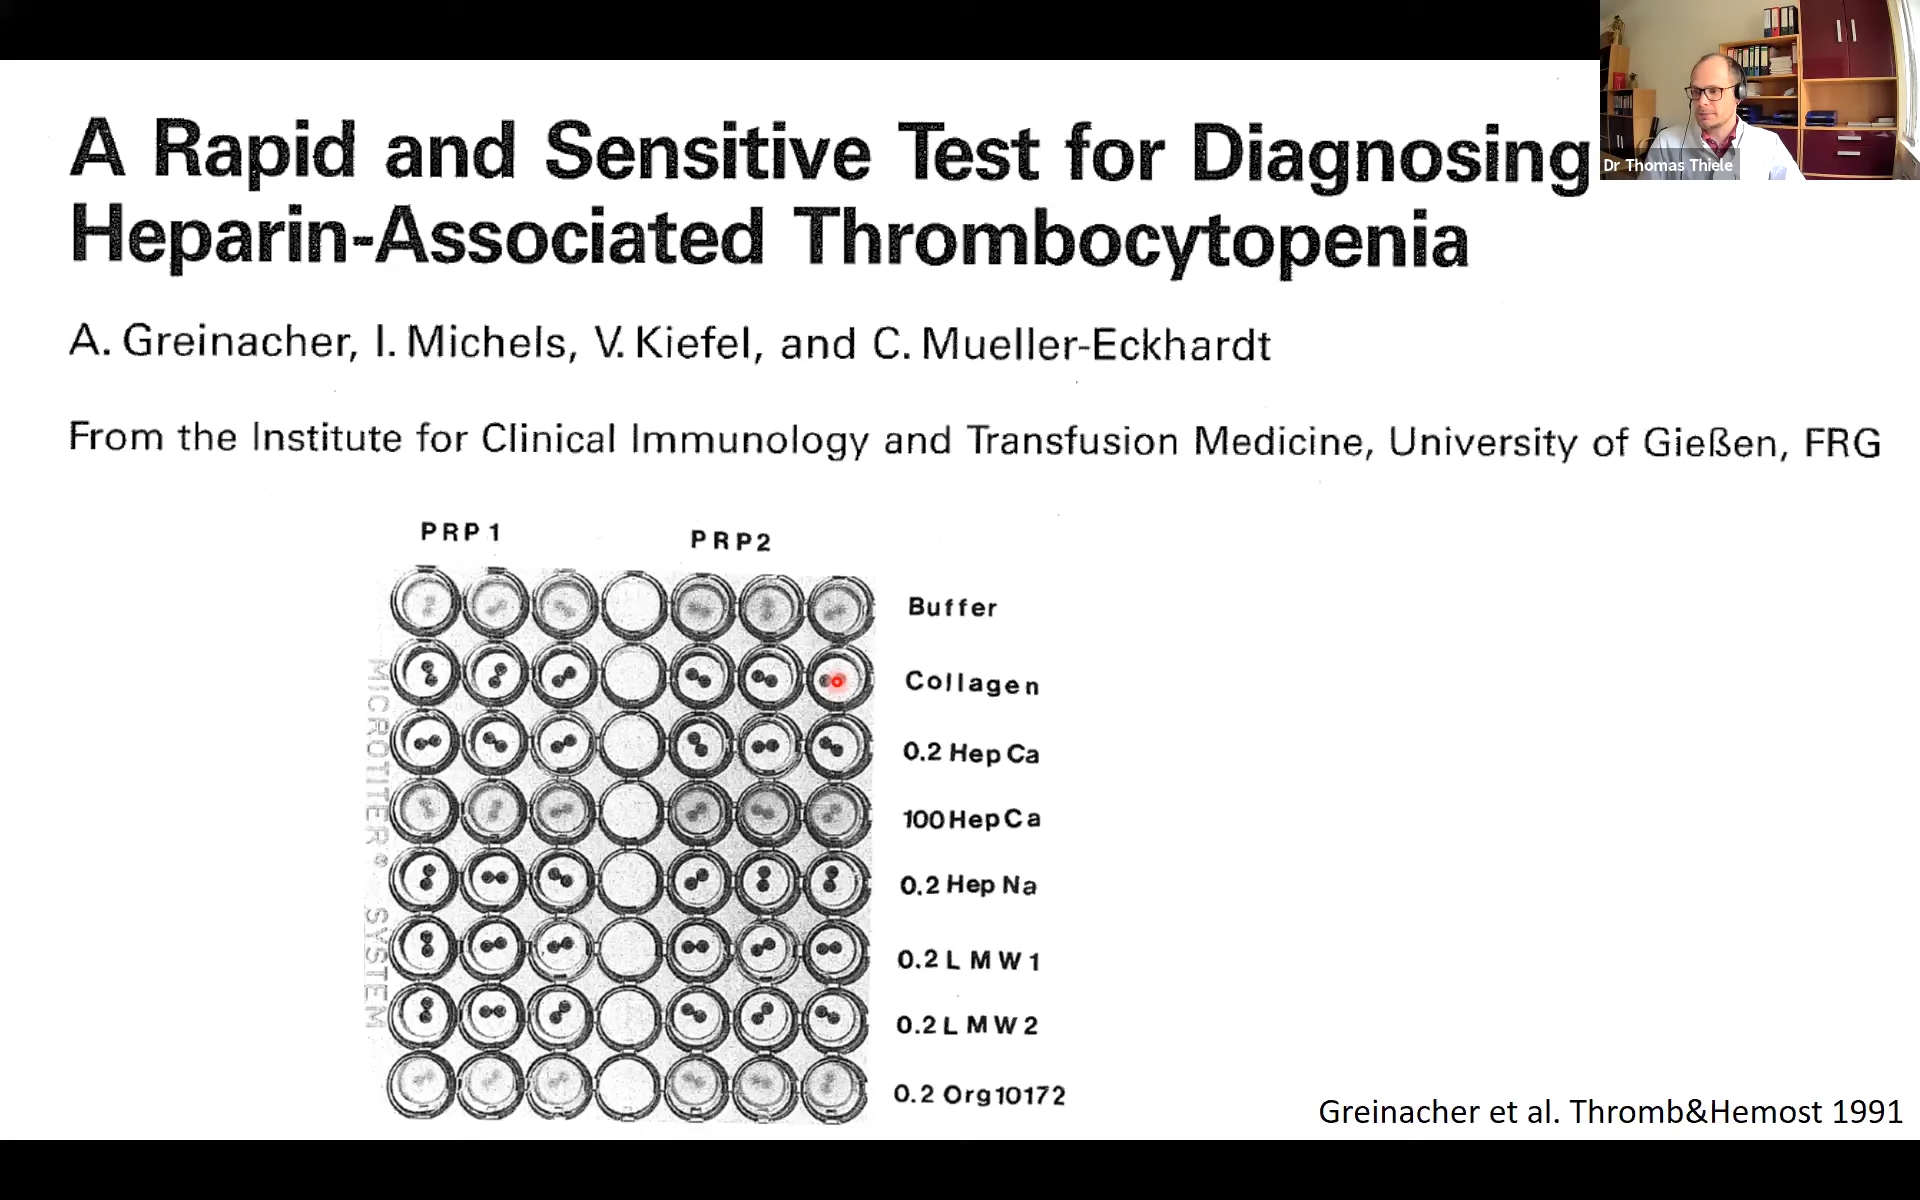 A Rapid and Sensitive Test for Diagnosing
Heparin-Associated Thrombocytopenia
Dr Thomas Thiele
A. Greinacher, I. Michels, V. Kiefel, and C. Mueller-Eckhardt
From the Institute for Clinical Immunology and Transfusion Medicine, University of Gießen, FRG
PRP 1
PRP2
Buffer
Collagen
0.2 Hep Ca
100 Hep Ca
0.2 Hep Na
0.2 L M W 1
0.2 L M W 2
0.2 Org10172
MICROTITER® SYSTEM
Greinacher et al. Thromb&Hemost 1991